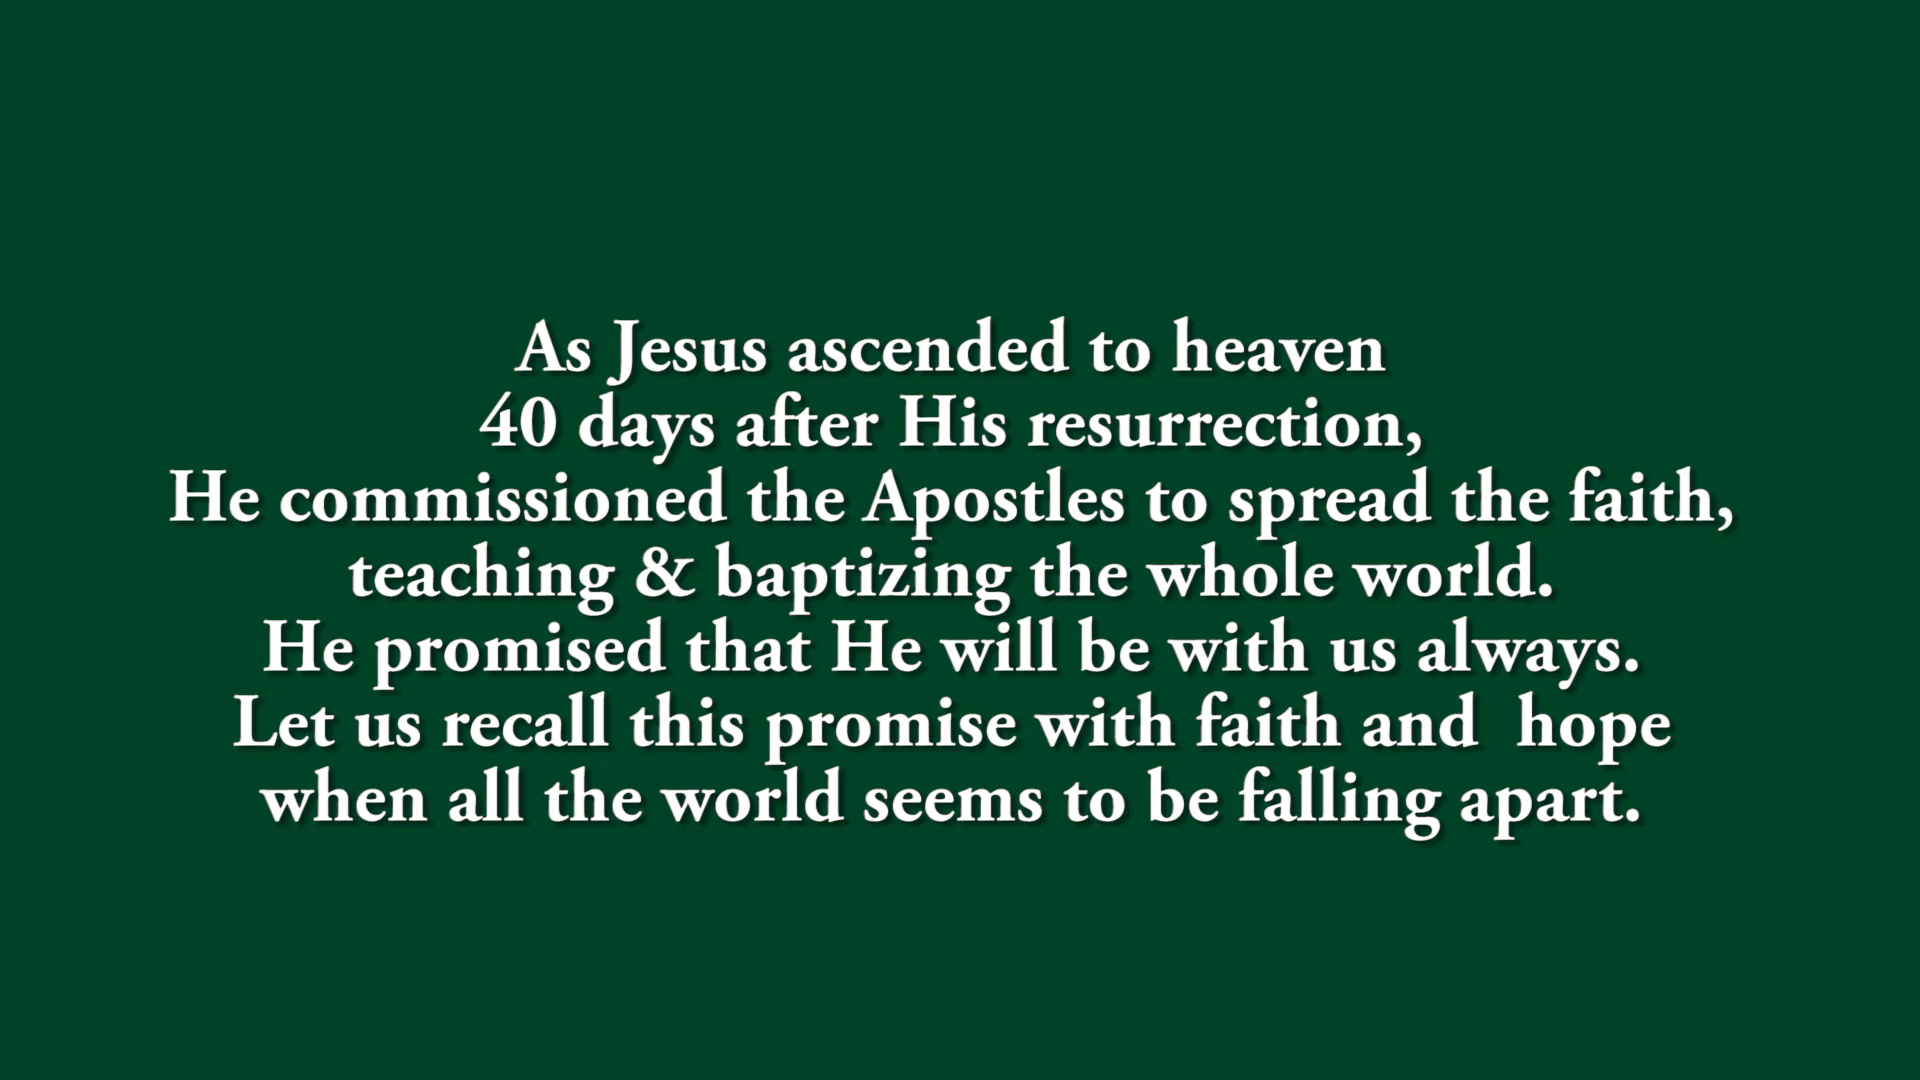 As Jesus ascended to heaven
40 days after His resurrection,
He commissioned the Apostles to spread the faith,
teaching & baptizing the whole world.
He promised that He will be with us always.
Let us recall this promise with faith and  hope
when all the world seems to be falling apart.